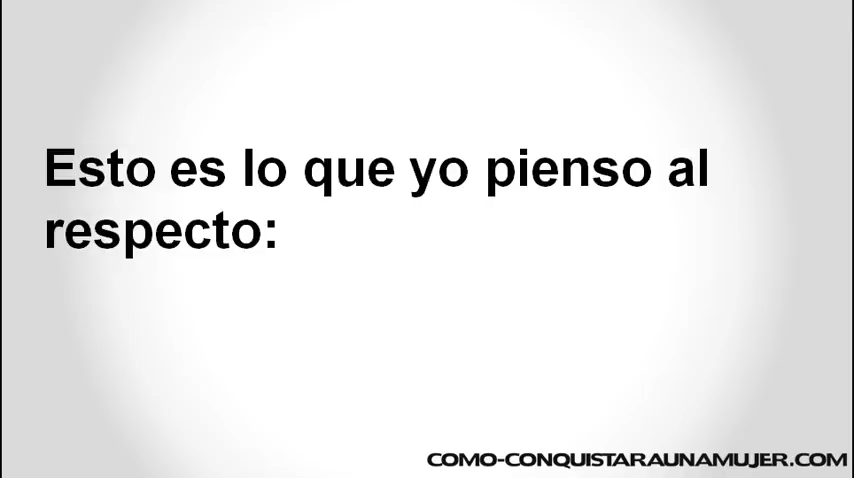 Esto es lo que yo pienso al
respecto:
COMO-CONQUISTARAUNAMUJER.COM